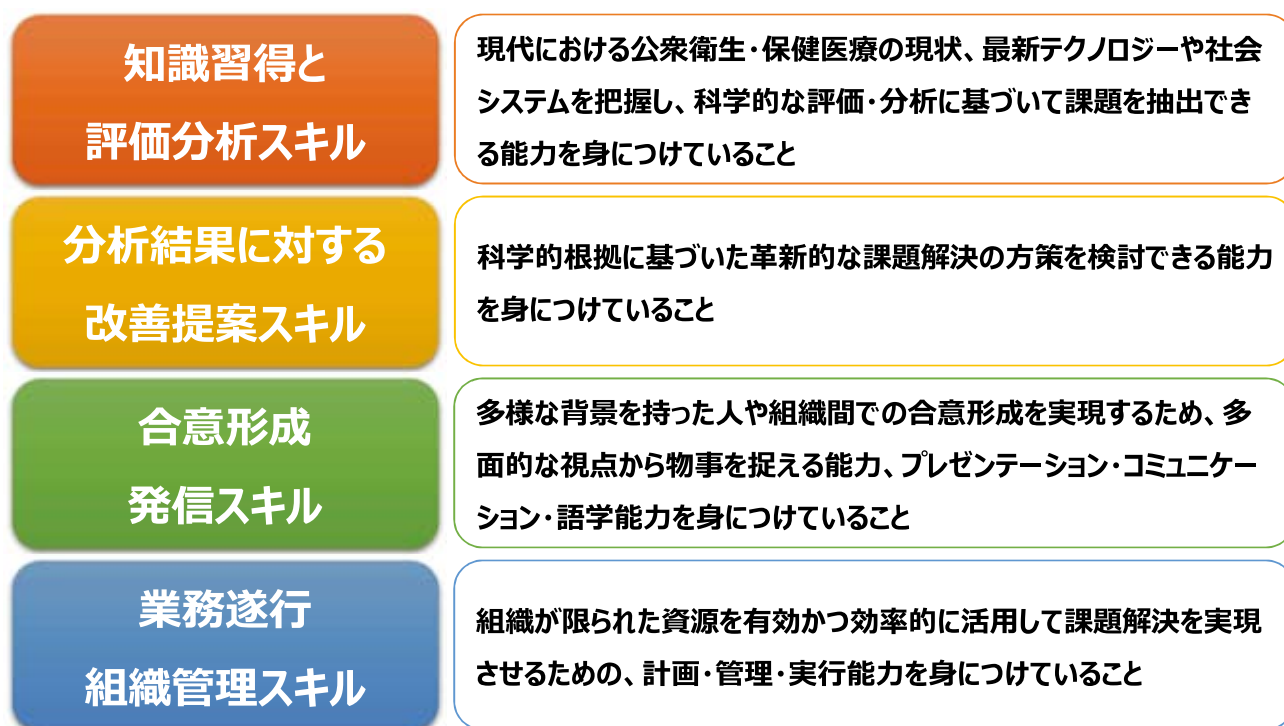 知識習得と
評価分析スキル
現代における公衆衛生・保健医療の現状、最新テクノロジーや社会
システムを把握し、科学的な評価・分析に基づいて課題を抽出でき
る能力を身につけていること
分析結果に対する
改善提案スキル
科学的根拠に基づいた革新的な課題解決の方策を検討できる能力
を身につけていること
合意形成
発信スキル
多様な背景を持った人や組織間での合意形成を実現するため、多
面的な視点から物事を捉える能力、プレゼンテーション・コミュニケー
ション・語学能力を身につけていること
業務遂行
組織管理スキル
組織が限られた資源を有効かつ効率的に活用して課題解決を実現
させるための、計画・管理・実行能力を身につけていること